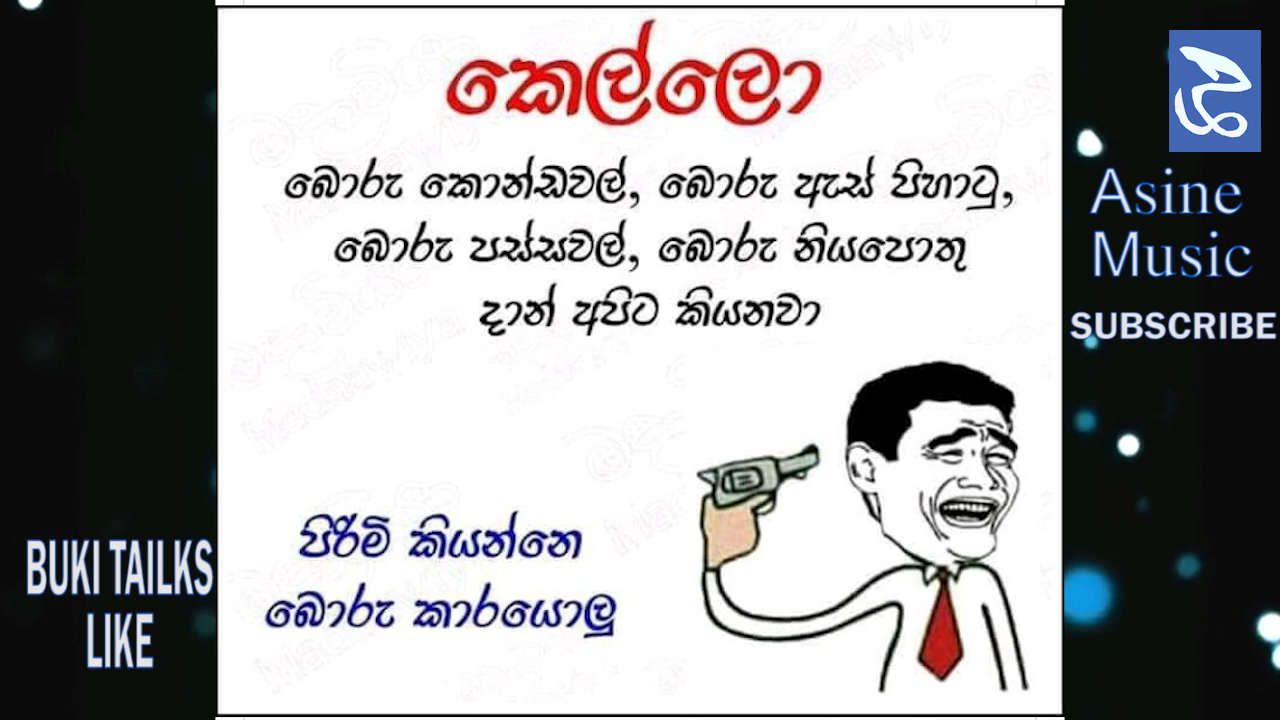 කෙල්ලො
බොරු කොන්ඩවල්, බොරු ඇස් පිහාටු,
බොරු පස්සවල්, බොරු නියපොතු
දාන් අපිට කියනවා
පිරිමි කියන්නෙ
බොරු කාරයොලු
Asine
Music
SUBSCRIBE
BUKI TAILKS
LIKE